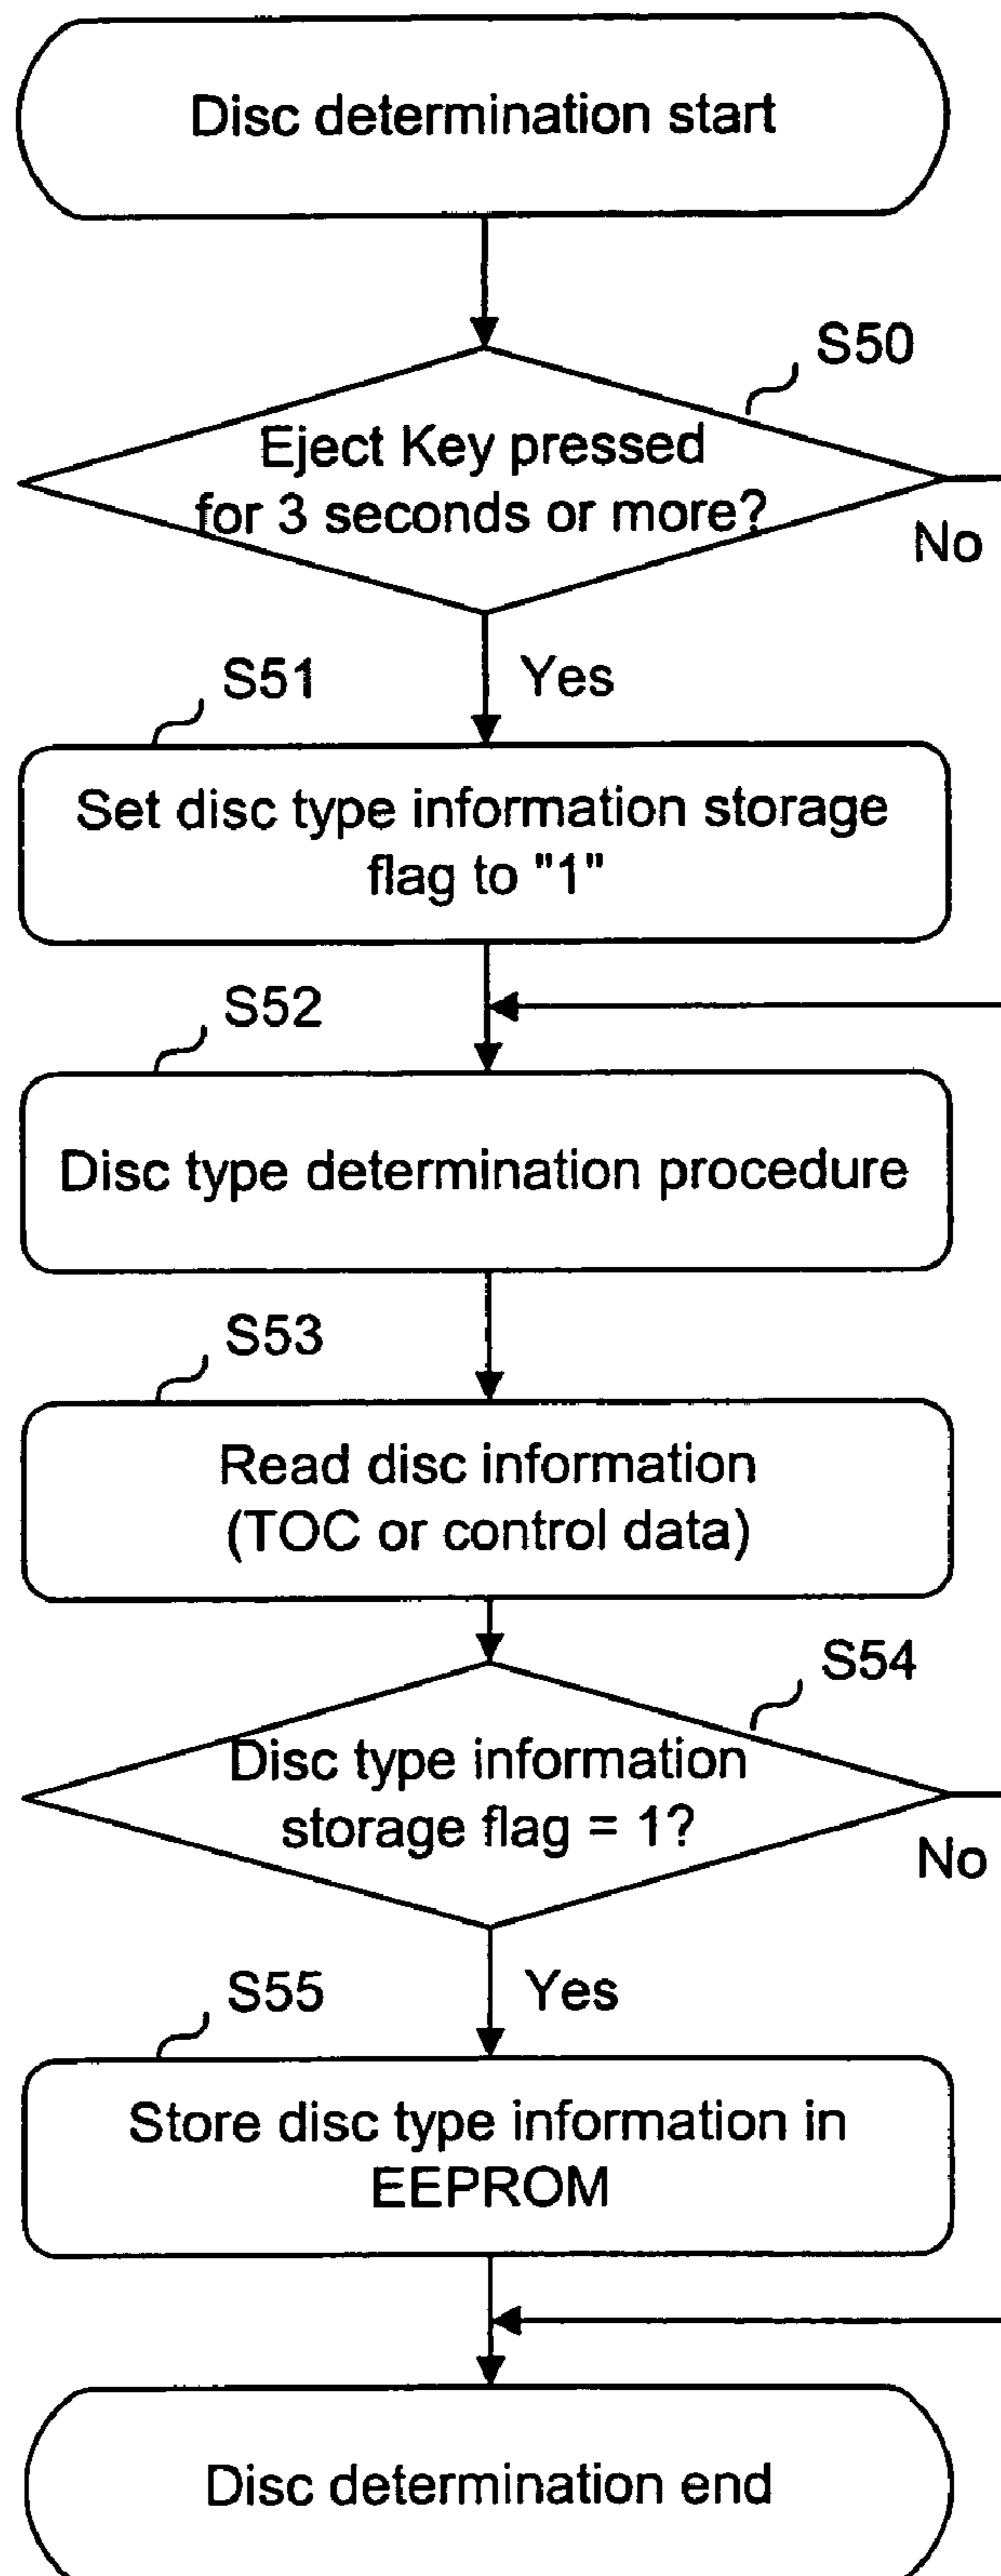 Disc determination start
S50
Eject Key pressed
for 3 seconds or more?
No
S51
Yes
Set disc type information storage
flag to "1"
S52
Disc type determination procedure
S53
Read disc information
(TOC or control data)
S54
Disc type information
storage flag = 1?
No
S55
Yes
Store disc type information in
EEPROM
Disc determination end